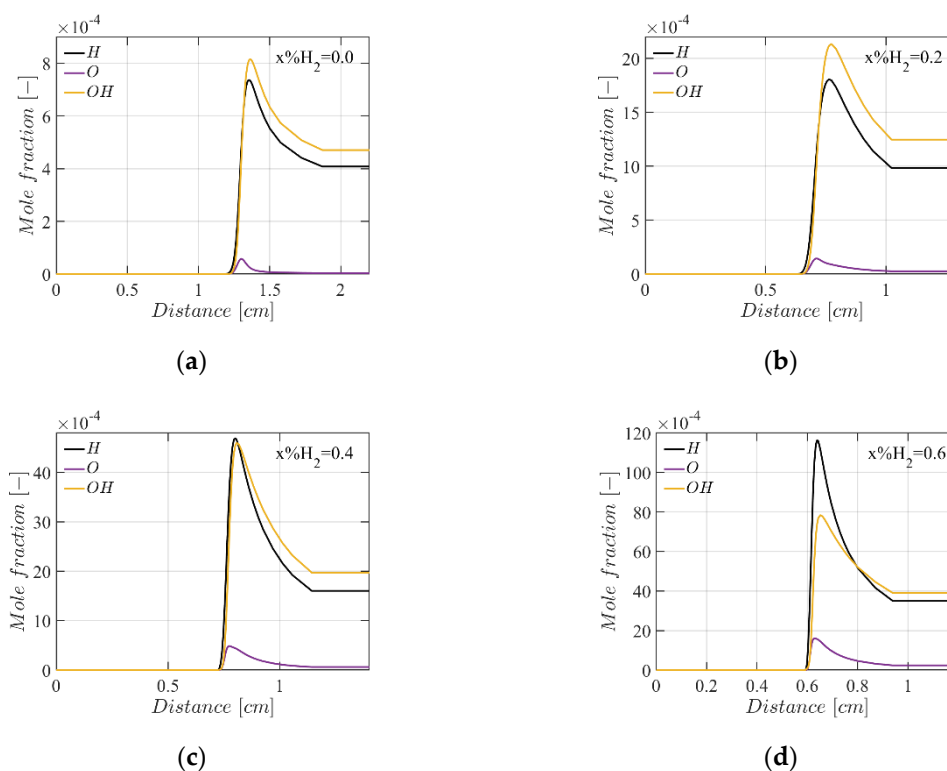 ×10⁻⁴
H
O
OH
x%H₂=0.0
Mole fraction [−]
8
6
4
2
0
0 0.5 1 1.5 2
Distance [cm]
(a)
×10⁻⁴
H
O
OH
x%H₂=0.2
Mole fraction [−]
20
15
10
5
0
0 0.5 1
Distance [cm]
(b)
×10⁻⁴
H
O
OH
x%H₂=0.4
Mole fraction [−]
40
30
20
10
0
0 0.5 1
Distance [cm]
(c)
×10⁻⁴
H
O
OH
x%H₂=0.6
Mole fraction [−]
120
100
80
60
40
20
0
0 0.2 0.4 0.6 0.8 1
Distance [cm]
(d)